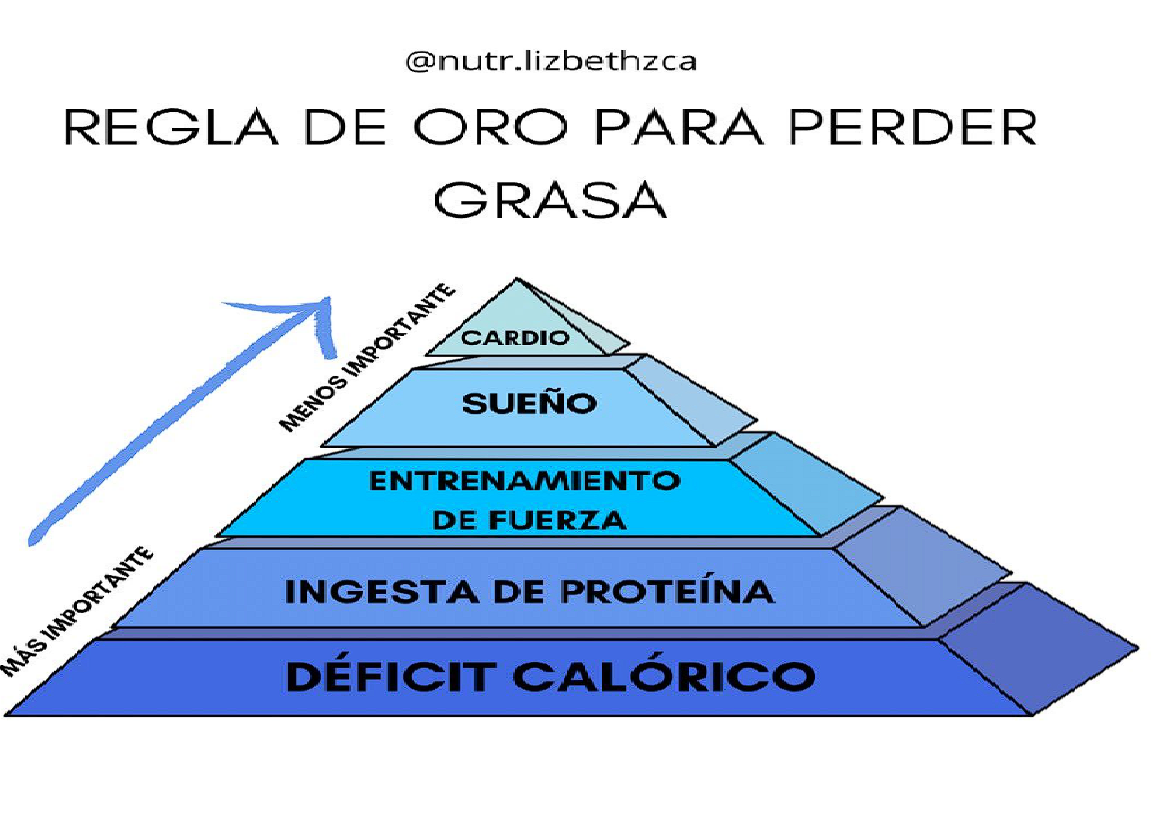 @nutr.lizbethzca
REGLA DE ORO PARA PERDER
GRASA
MENOS IMPORTANTE
CARDIO
SUEÑO
ENTRENAMIENTO
DE FUERZA
MÁS IMPORTANTE
INGESTA DE PROTEÍNA
DÉFICIT CALÓRICO